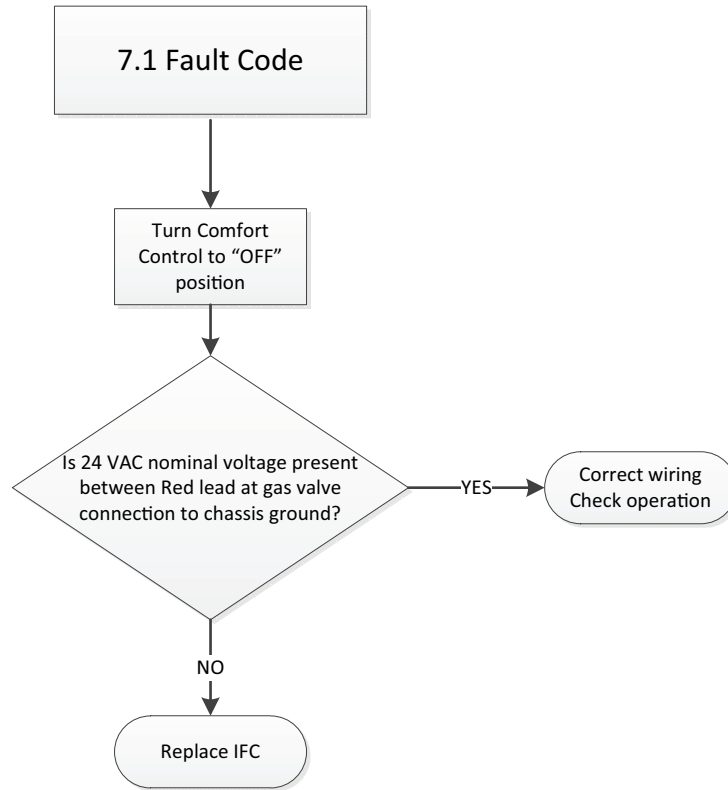 7.1 Fault Code
Turn Comfort
Control to “OFF”
position
Is 24 VAC nominal voltage present
between Red lead at gas valve
connection to chassis ground?
YES
Correct wiring
Check operation
NO
Replace IFC